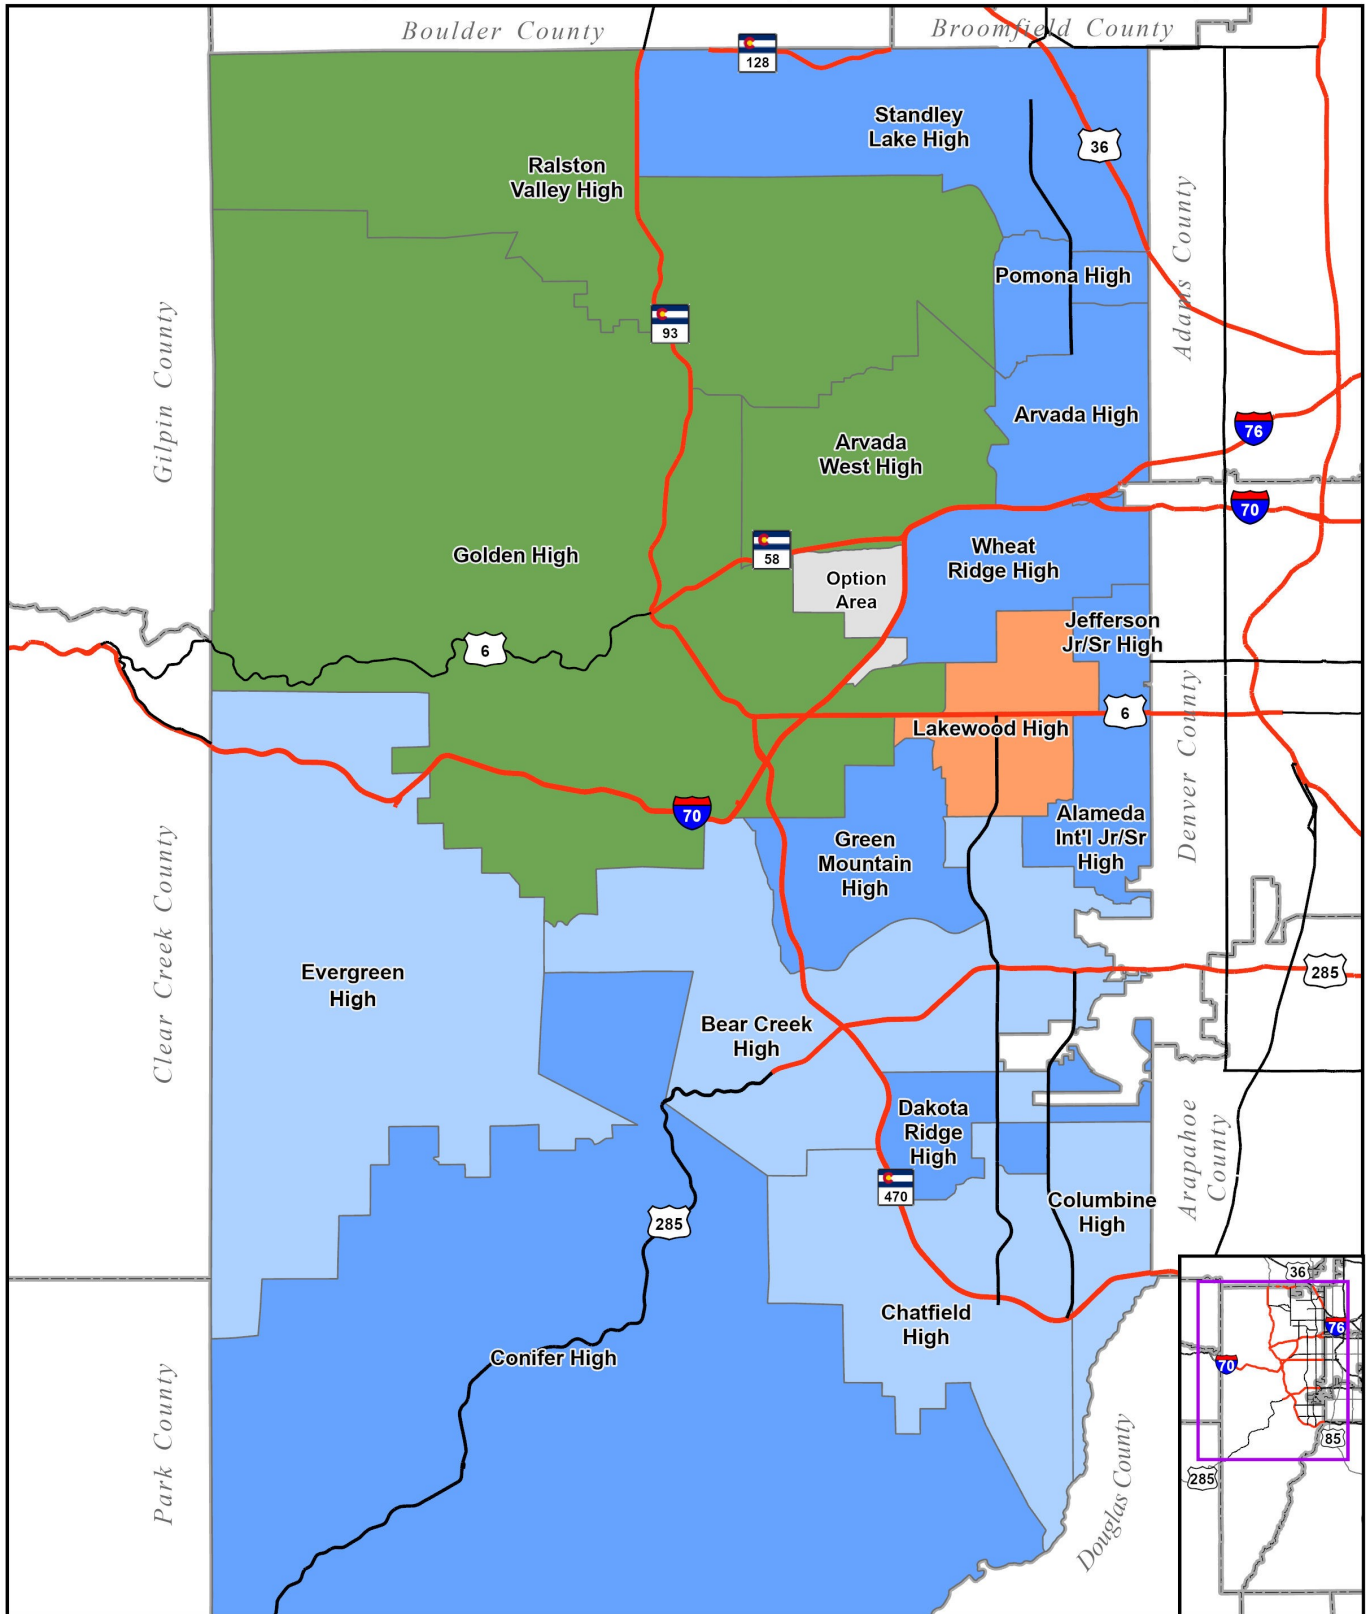 Boulder County
Broomfield County
128
Standley
Lake High
36
Ralston
Valley High
Adams County
Pomona High
93
Gilpin County
Arvada High
76
Arvada
West High
70
58
Wheat
Ridge High
Golden High
Option
Area
Jefferson
Jr/Sr High
6
6
Lakewood High
Denver County
70
Alameda
Int'l Jr/Sr
High
Green
Mountain
High
Clear Creek County
Evergreen
High
285
Bear Creek
High
Dakota
Ridge
High
Arapahoe
County
470
Columbine
High
285
Chatfield
High
Conifer High
Park County
Douglas County
36
76
70
85
285